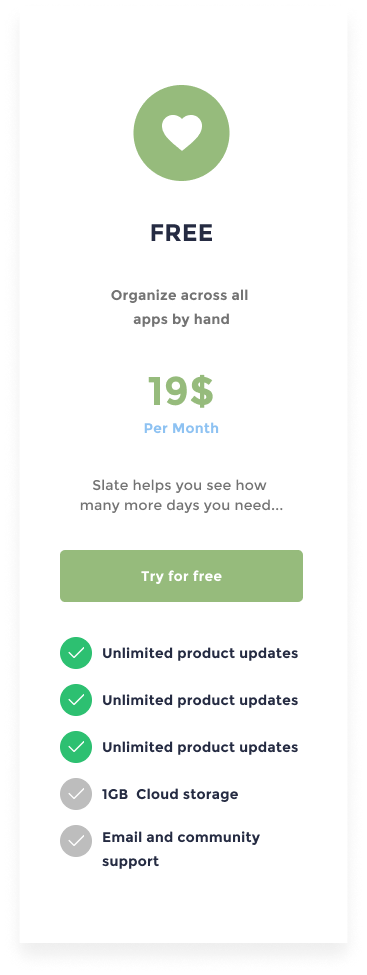 FREE
Organize across all
apps by hand
19$
Per Month
Slate helps you see how
many more days you need...
Try for free
Unlimited product updates
Unlimited product updates
Unlimited product updates
1GB  Cloud storage
Email and community
support